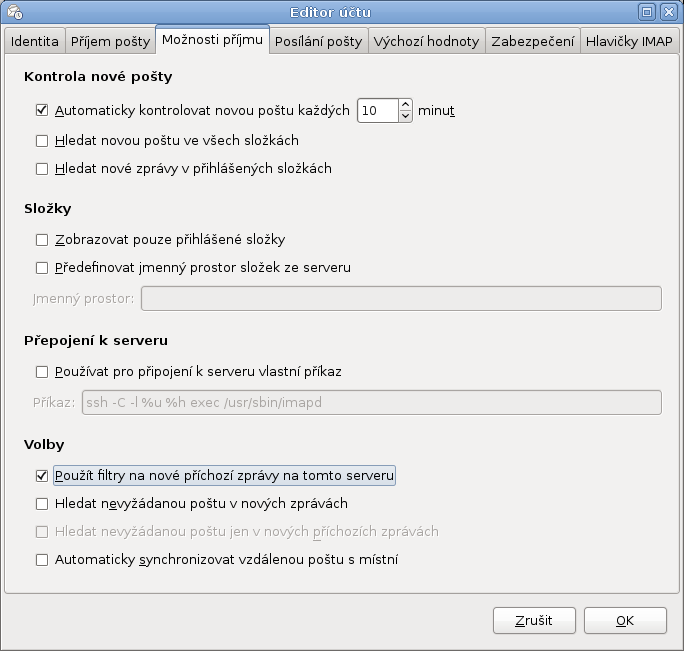 Editor účtu
Identita Příjem pošty Možnosti příjmu Posílání pošty Výchozí hodnoty Zabezpečení Hlavičky IMAP
Kontrola nové pošty
Automaticky kontrolovat novou poštu každých 10 minut
Hledat novou poštu ve všech složkách
Hledat nové zprávy v přihlášených složkách
Složky
Zobrazovat pouze přihlášené složky
Předefinovat jmenný prostor složek ze serveru
Jmenný prostor:
Přepojení k serveru
Používat pro připojení k serveru vlastní příkaz
Příkaz: ssh -C -l %u %h exec /usr/sbin/imapd
Volby
Použít filtry na nové příchozí zprávy na tomto serveru
Hledat nevyžádanou poštu v nových zprávách
Hledat nevyžádanou poštu jen v nových příchozích zprávách
Automaticky synchronizovat vzdálenou poštu s místní
Zrušit OK